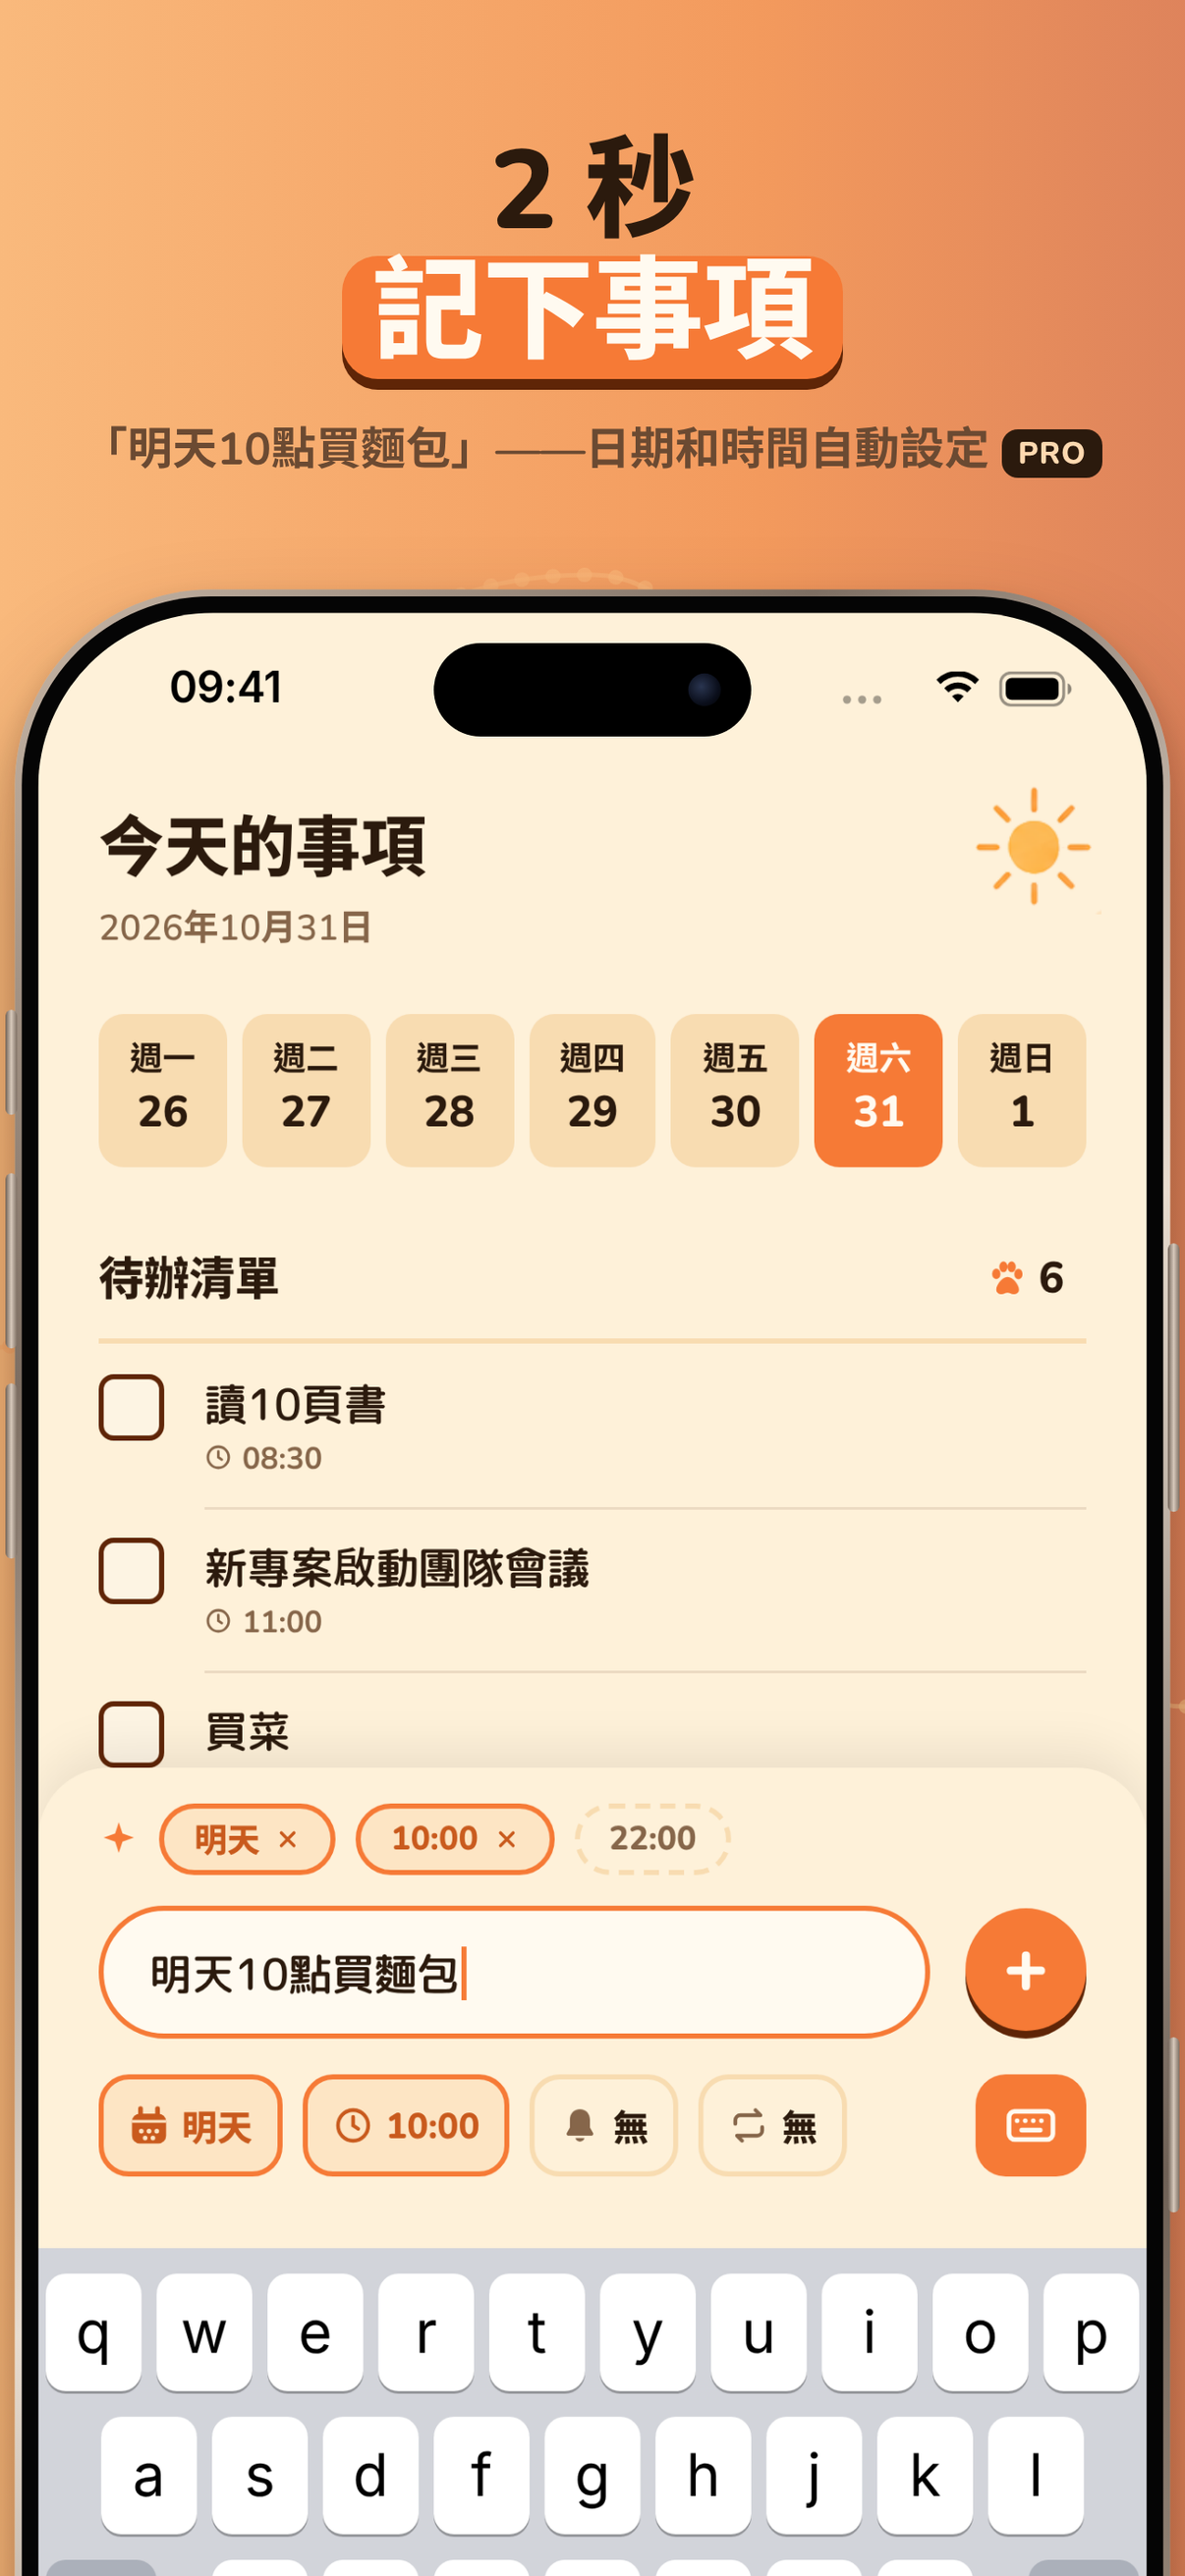 2 秒
記下事項
「明天10點買麵包」——日期和時間自動設定 PRO
09:41
今天的事項
2026年10月31日
週一 週二 週三 週四 週五 週六 週日
26 27 28 29 30 31 1
待辦清單 6
讀10頁書
08:30
新專案啟動團隊會議
11:00
買菜
明天 × 10:00 × 22:00
明天10點買麵包
明天 10:00 無 無
q w e r t y u i o p
a s d f g h j k l